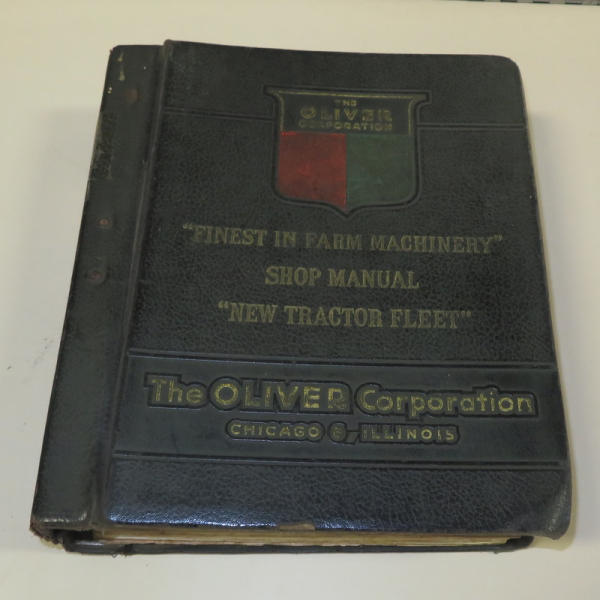 THE
OLIVER
CORPORATION
"FINEST IN FARM MACHINERY"
SHOP MANUAL
"NEW TRACTOR FLEET"
The OLIVER Corporation
CHICAGO 6, ILLINOIS